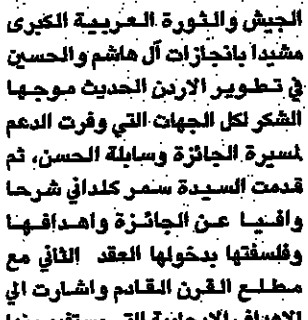 الجيش والثورة العربية الكبرى
مشيدا بانجازات آل هاشم والحسين
في تطوير الاردن الحديث موجها
الشكر لكل الجهات التي وفرت الدعم
لمسيرة الجائزة وسابلة الحسن، ثم
قدمت السيدة سمر كلداني شرحا
وافيا عن الجائزة واهدافها
وفلسفتها بدخولها العقد الثاني مع
مطلع القرن القادم واشارت الي